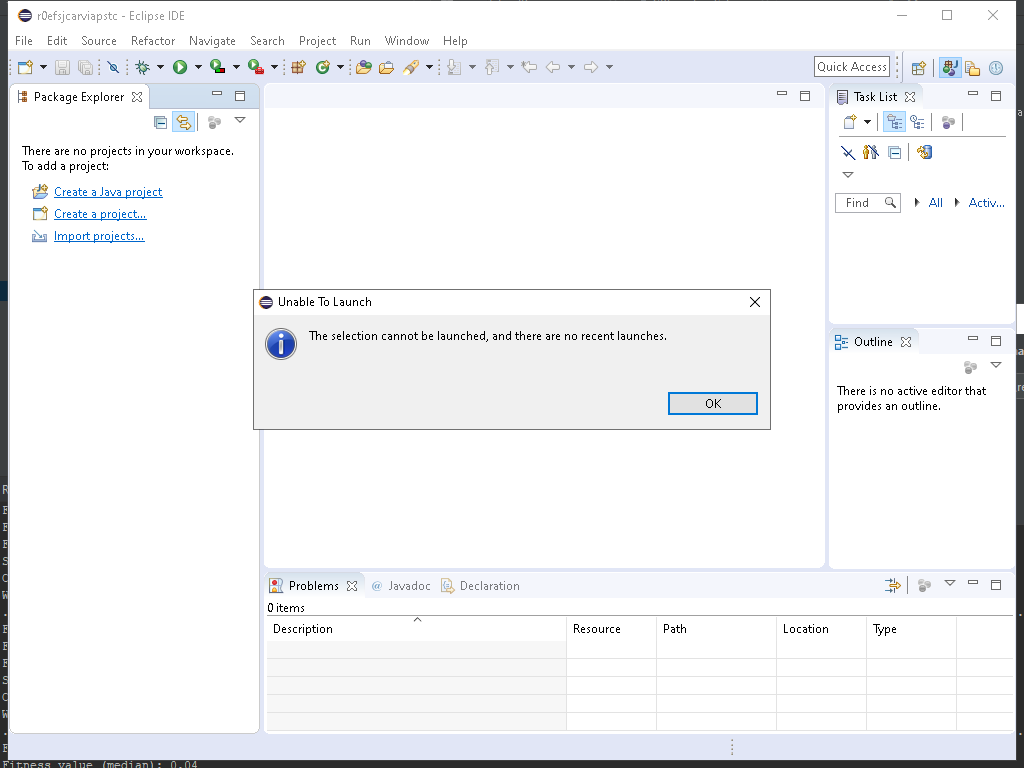 r0efsjcarviapstc - Eclipse IDE
File Edit Source Refactor Navigate Search Project Run Window Help
Quick Access
Package Explorer
There are no projects in your workspace.
To add a project:
Create a Java project
Create a project...
Import projects...
Task List
Find All Activ...
Unable To Launch
The selection cannot be launched, and there are no recent launches.
OK
Outline
There is no active editor that
provides an outline.
Problems @ Javadoc Declaration
0 items
Description Resource Path Location Type
Fitness value (median): 0.04